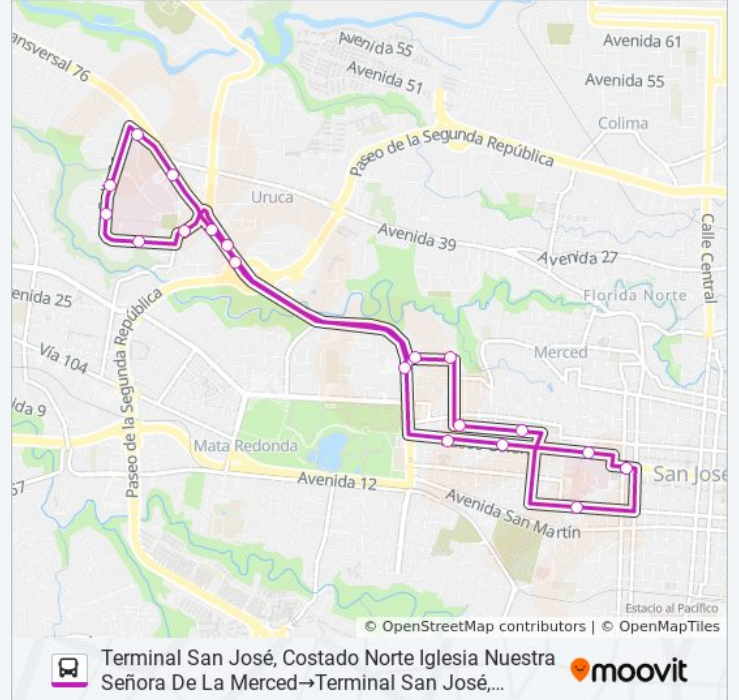 Avenida 55
Avenida 61
ansversal 76
Avenida 51
Avenida 55
Colima
Paseo de la Segunda República
Uruca
Calle Central
Avenida 39
Avenida 27
enida 25
Florida Norte
Paseo de la Segunda República
Vía 104
Merced
ida 9
Mata Redonda
San José
Avenida 12
Avenida San Martín
Estacio al Pacífico
© OpenStreetMap contributors | © OpenMapTiles
Terminal San José, Costado Norte Iglesia Nuestra
Señora De La Merced→Terminal San José,...
moovit